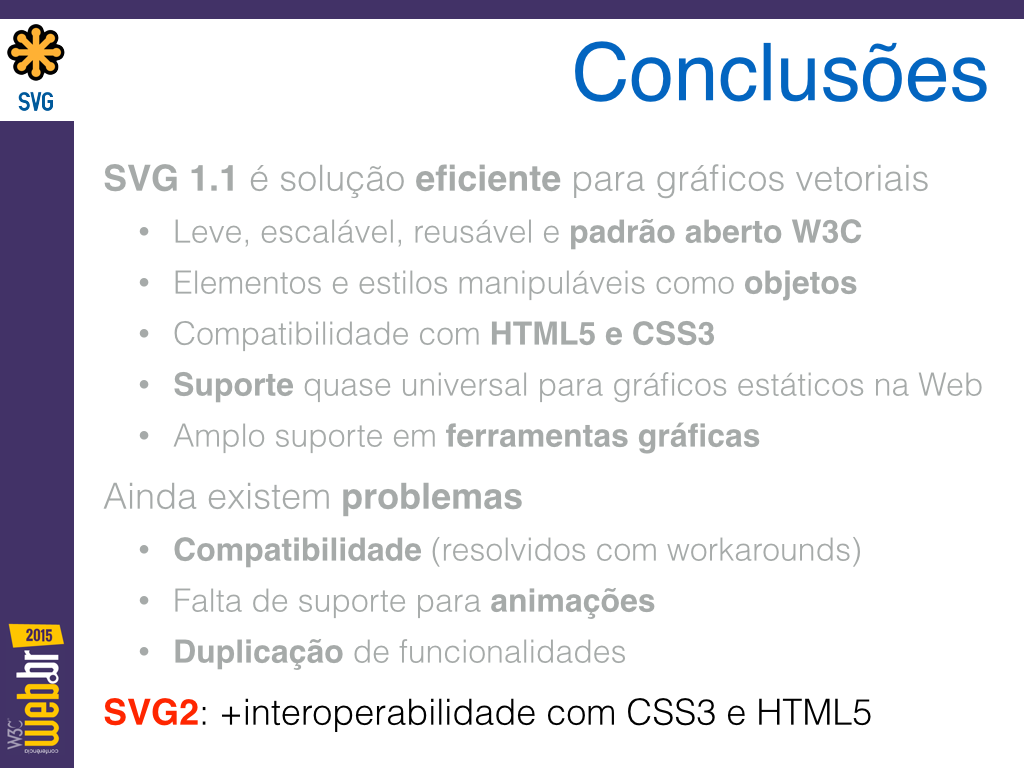 SVG
Conclusões
SVG 1.1 é solução eficiente para gráficos vetoriais
• Leve, escalável, reusável e padrão aberto W3C
• Elementos e estilos manipuláveis como objetos
• Compatibilidade com HTML5 e CSS3
• Suporte quase universal para gráficos estáticos na Web
• Amplo suporte em ferramentas gráficas
Ainda existem problemas
• Compatibilidade (resolvidos com workarounds)
• Falta de suporte para animações
• Duplicação de funcionalidades
SVG2: +interoperabilidade com CSS3 e HTML5
2015
W3C
web.br
conferência